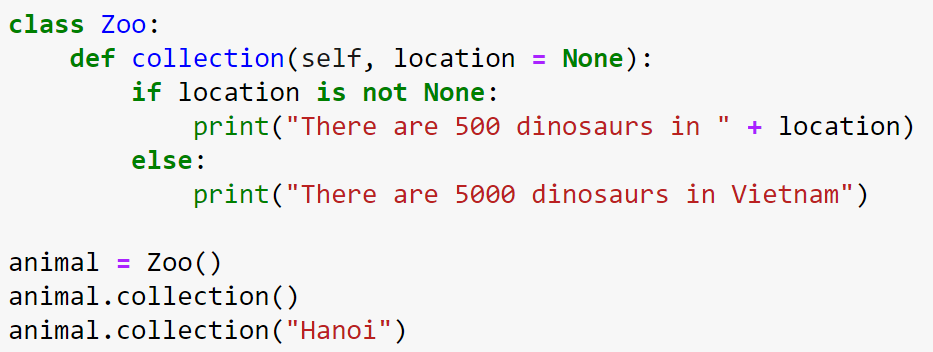 class Zoo:
    def collection(self, location = None):
        if location is not None:
            print("There are 500 dinosaurs in " + location)
        else:
            print("There are 5000 dinosaurs in Vietnam")

animal = Zoo()
animal.collection()
animal.collection("Hanoi")